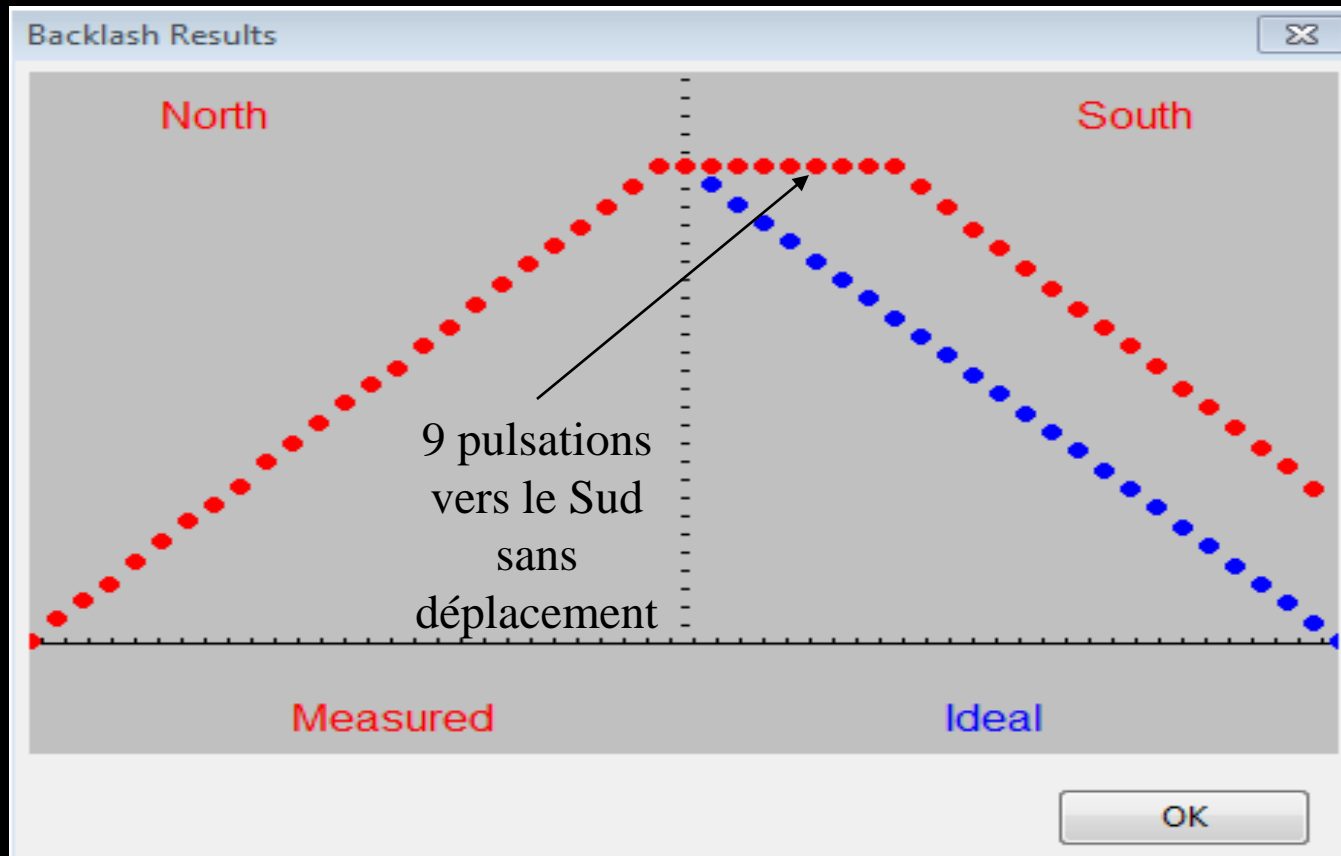 Backlash Results
North
South
9 pulsations
vers le Sud
sans
déplacement
Measured
Ideal
OK